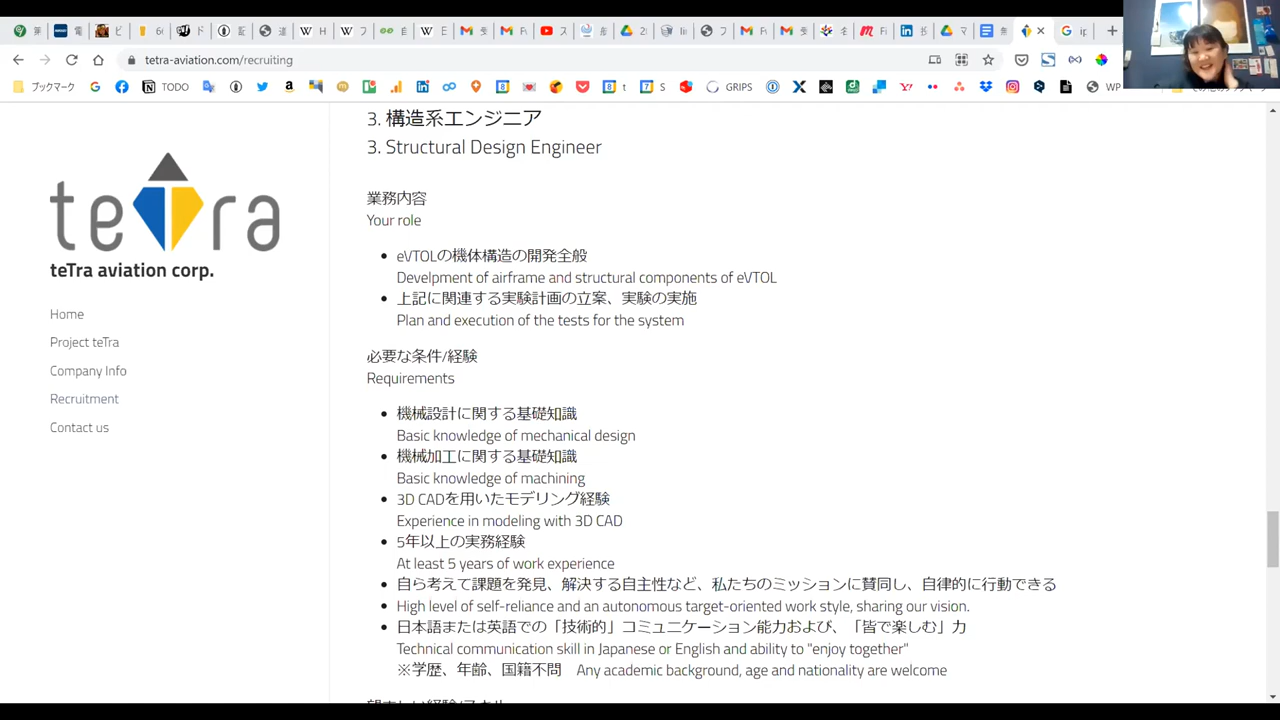 tetra-aviation.com/recruiting
ブックマーク
TODO
GRIPS
WP
teTra
teTra aviation corp.
Home
Project teTra
Company Info
Recruitment
Contact us
3. 構造系エンジニア
3. Structural Design Engineer
業務内容
Your role
eVTOLの機体構造の開発全般
Develpment of airframe and structural components of eVTOL
上記に関連する実験計画の立案、実験の実施
Plan and execution of the tests for the system
必要な条件/経験
Requirements
機械設計に関する基礎知識
Basic knowledge of mechanical design
機械加工に関する基礎知識
Basic knowledge of machining
3D CADを用いたモデリング経験
Experience in modeling with 3D CAD
5年以上の実務経験
At least 5 years of work experience
自ら考えて課題を発見、解決する自主性など、私たちのミッションに賛同し、自律的に行動できる
High level of self-reliance and an autonomous target-oriented work style, sharing our vision.
日本語または英語での「技術的」コミュニケーション能力および、「皆で楽しむ」力
Technical communication skill in Japanese or English and ability to "enjoy together"
※学歴、年齢、国籍不問 Any academic background, age and nationality are welcome